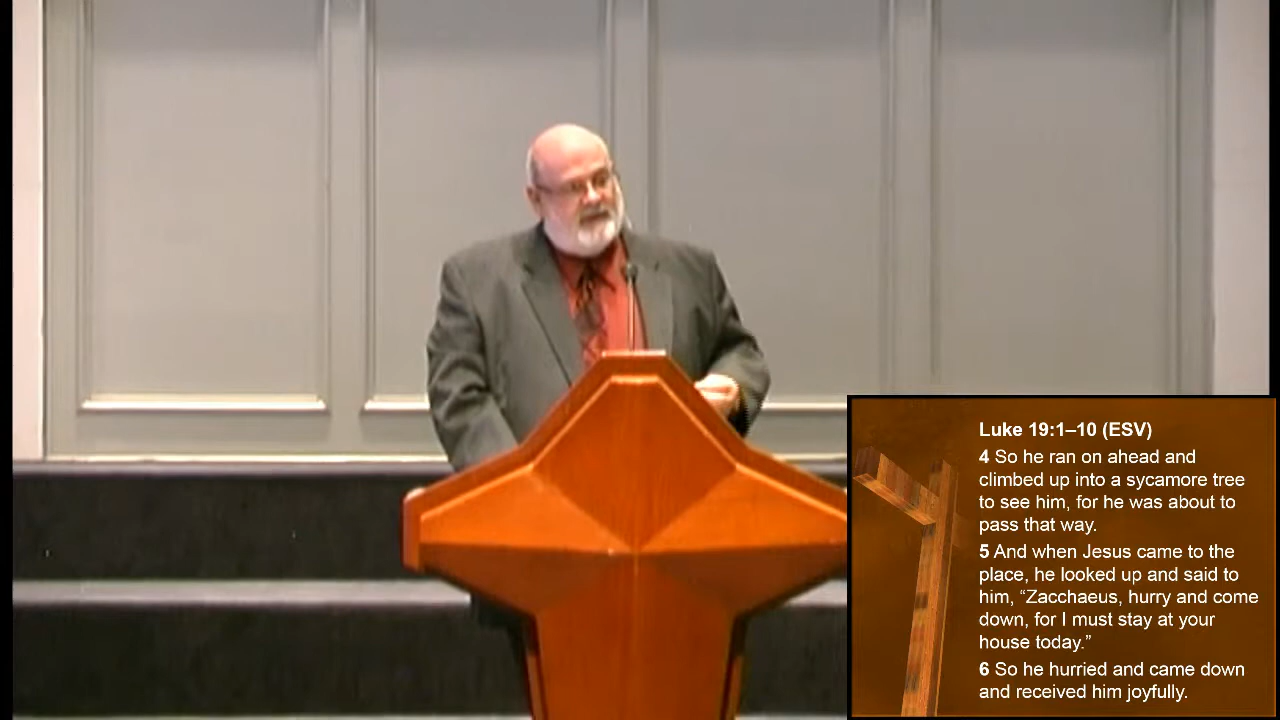 Luke 19:1–10 (ESV)
4 So he ran on ahead and
climbed up into a sycamore tree
to see him, for he was about to
pass that way.
5 And when Jesus came to the
place, he looked up and said to
him, “Zacchaeus, hurry and come
down, for I must stay at your
house today.”
6 So he hurried and came down
and received him joyfully.